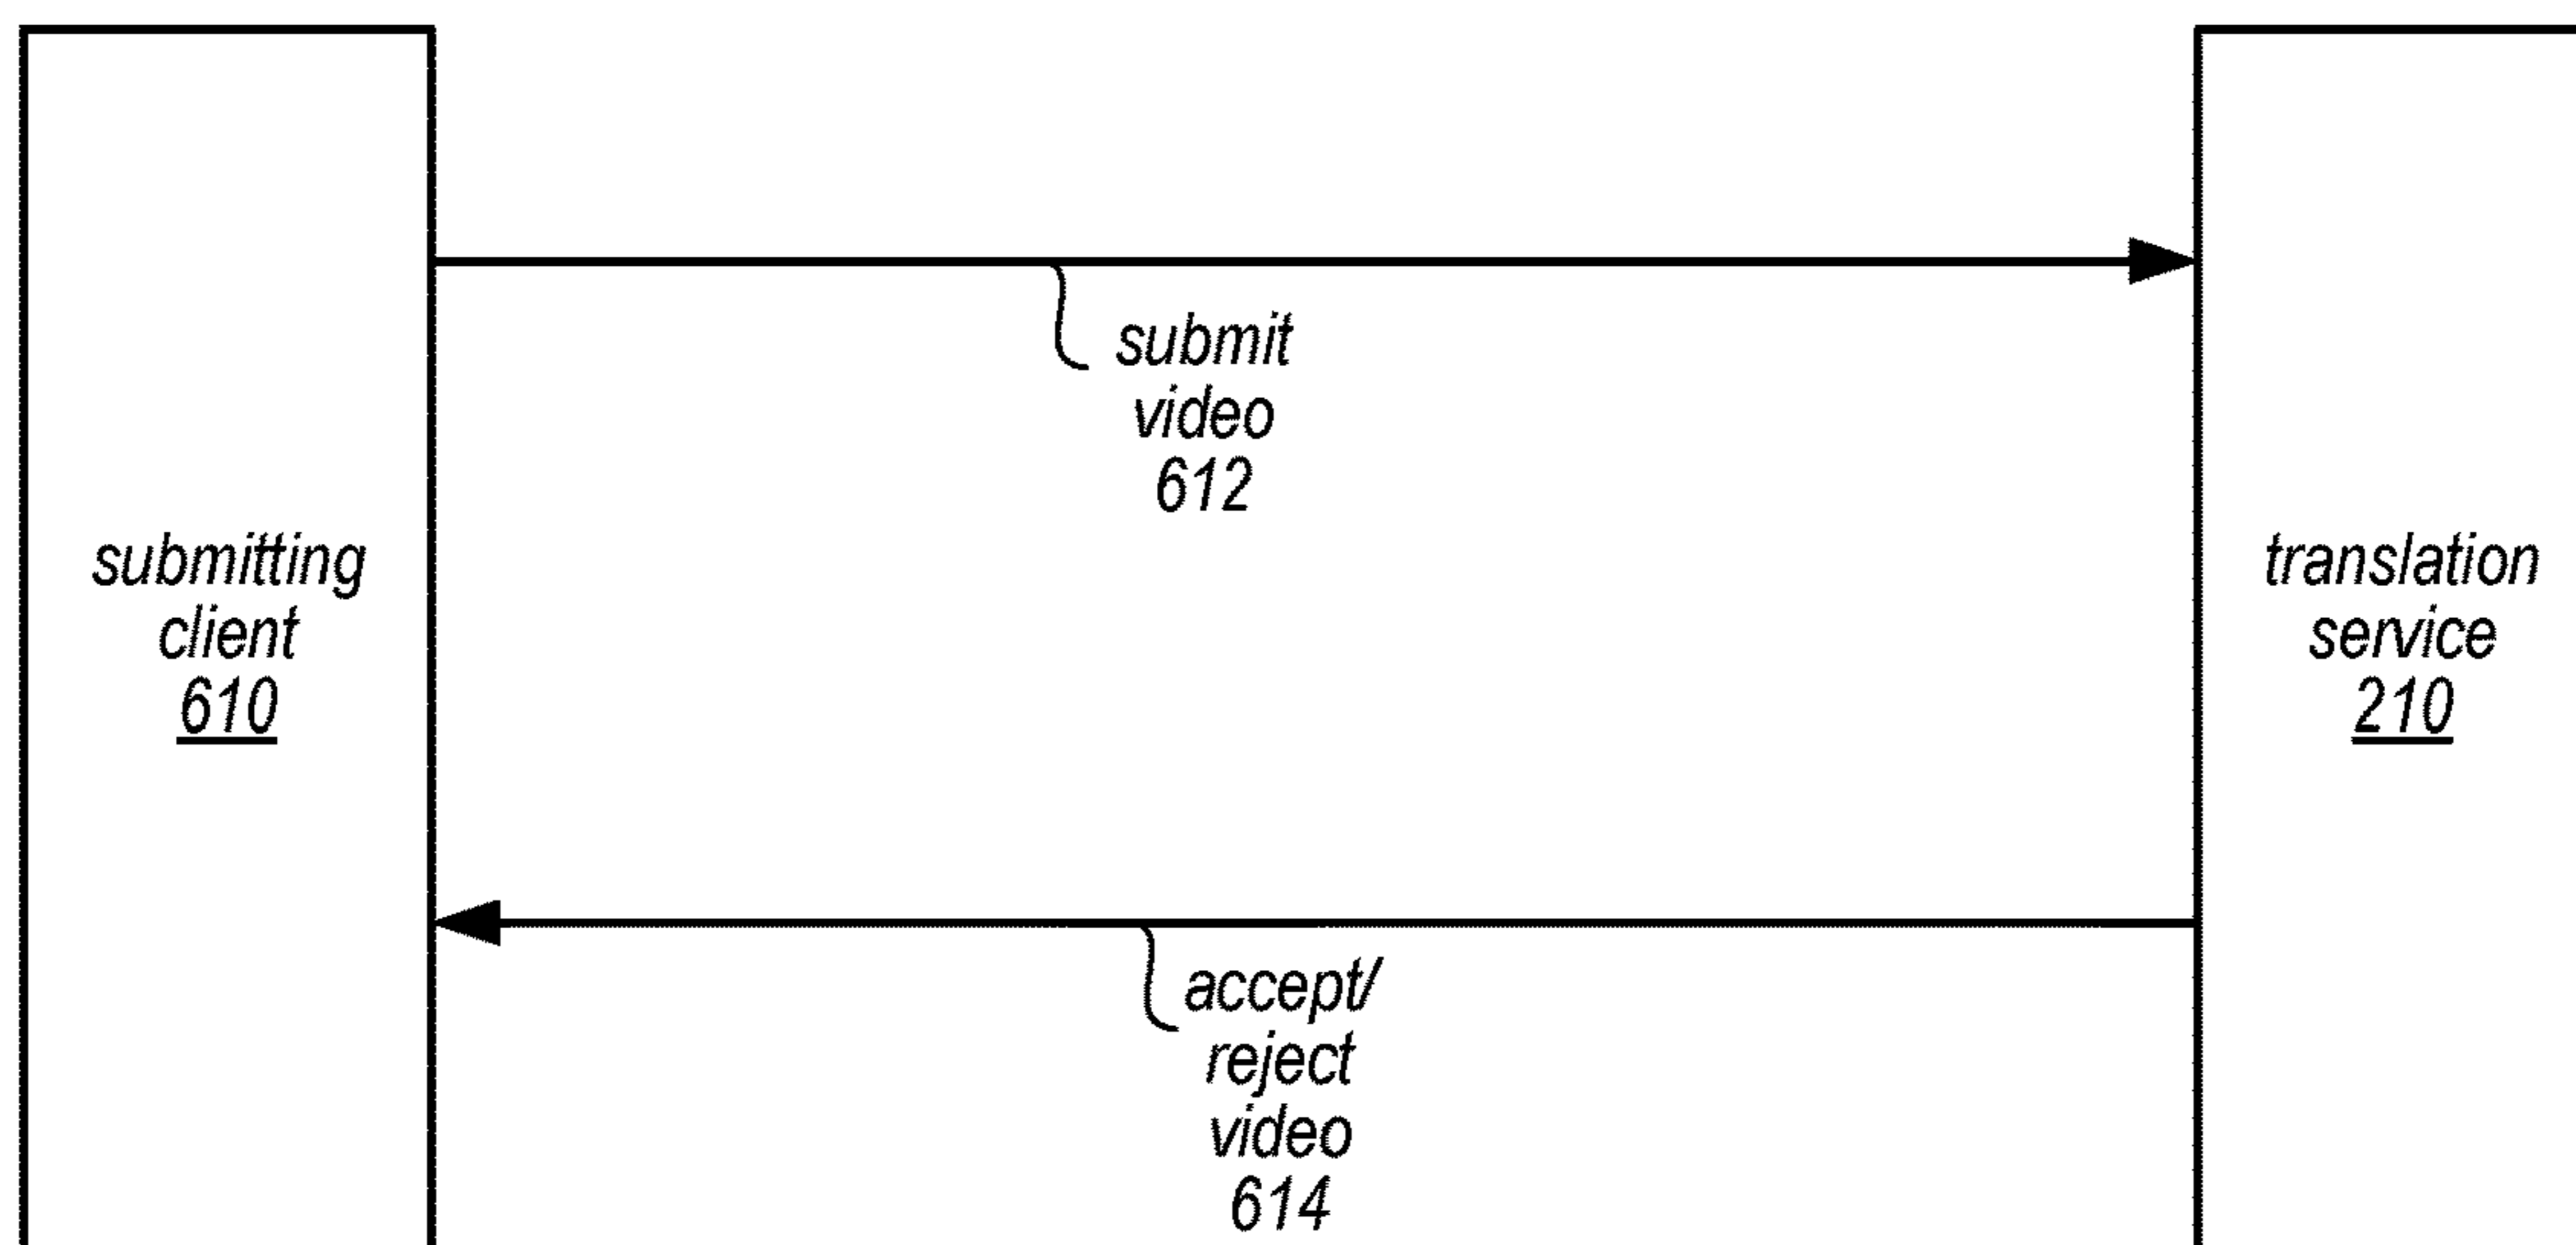 submit
video
612
submitting
client
610
translation
service
210
accept/
reject
video
614